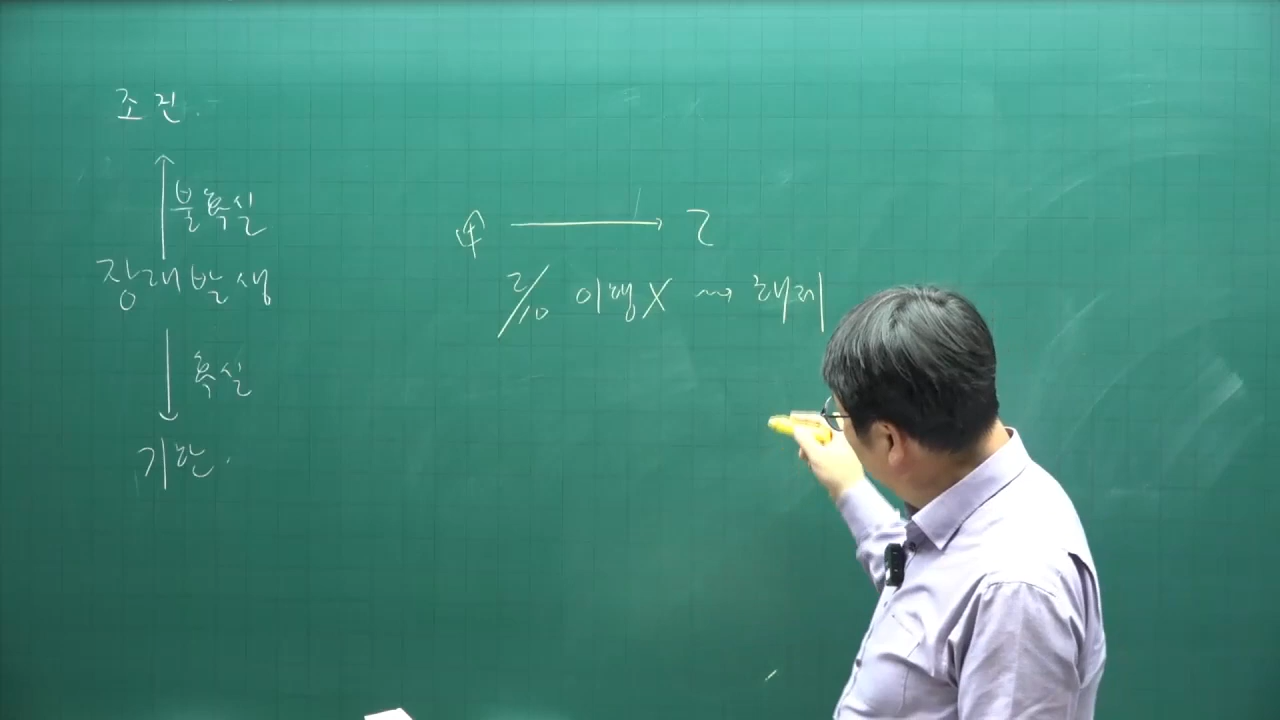 조건.
불확실
장래발생
확실
기한.
甲 → 乙
2/10 이행X ⇝ 해제